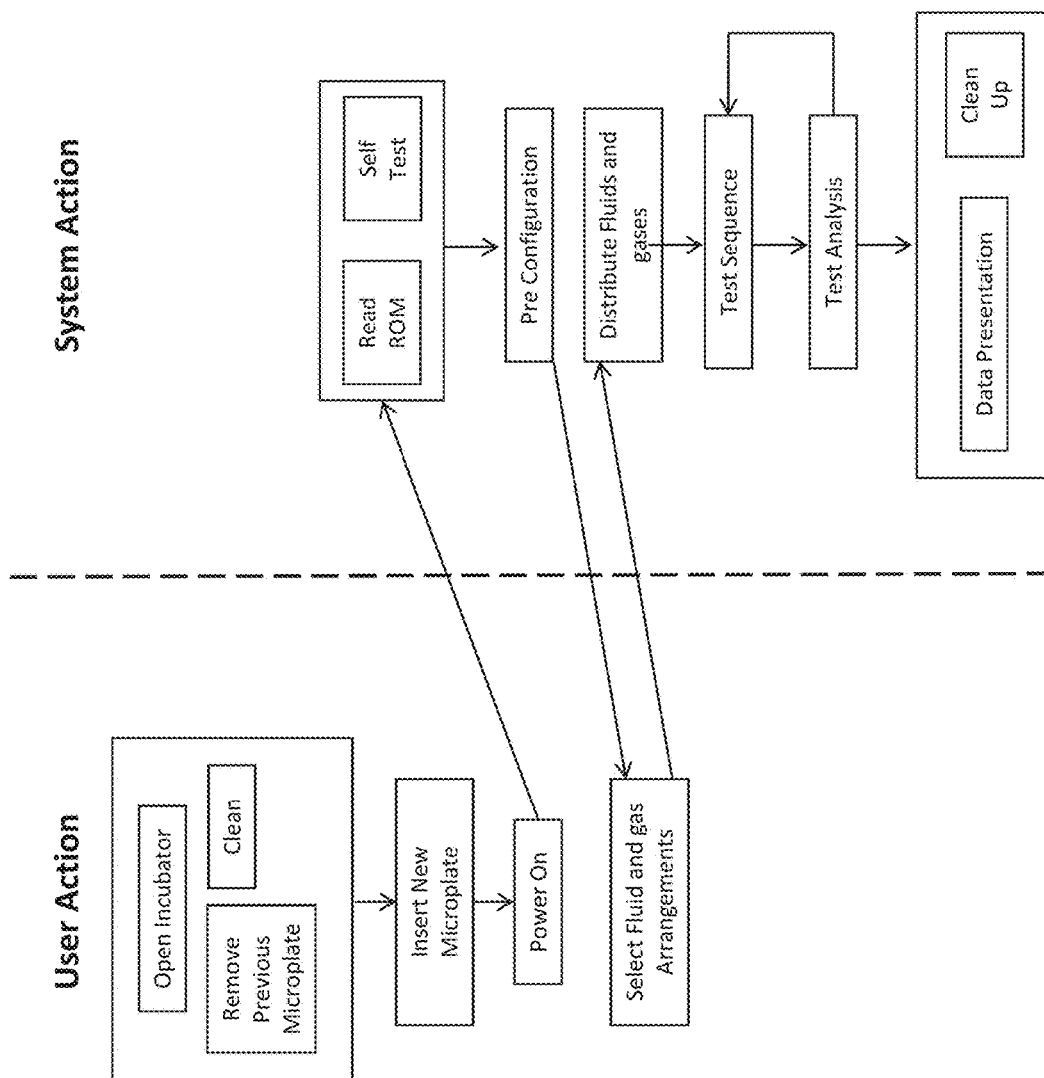 User Action
Open Incubator
Remove
Previous
Microplate
Clean
Insert New
Microplate
Power On
Select Fluid and gas
Arrangements
System Action
Read
ROM
Self
Test
Pre Configuration
Distribute Fluids and
gases
Test Sequence
Test Analysis
Data Presentation
Clean
Up